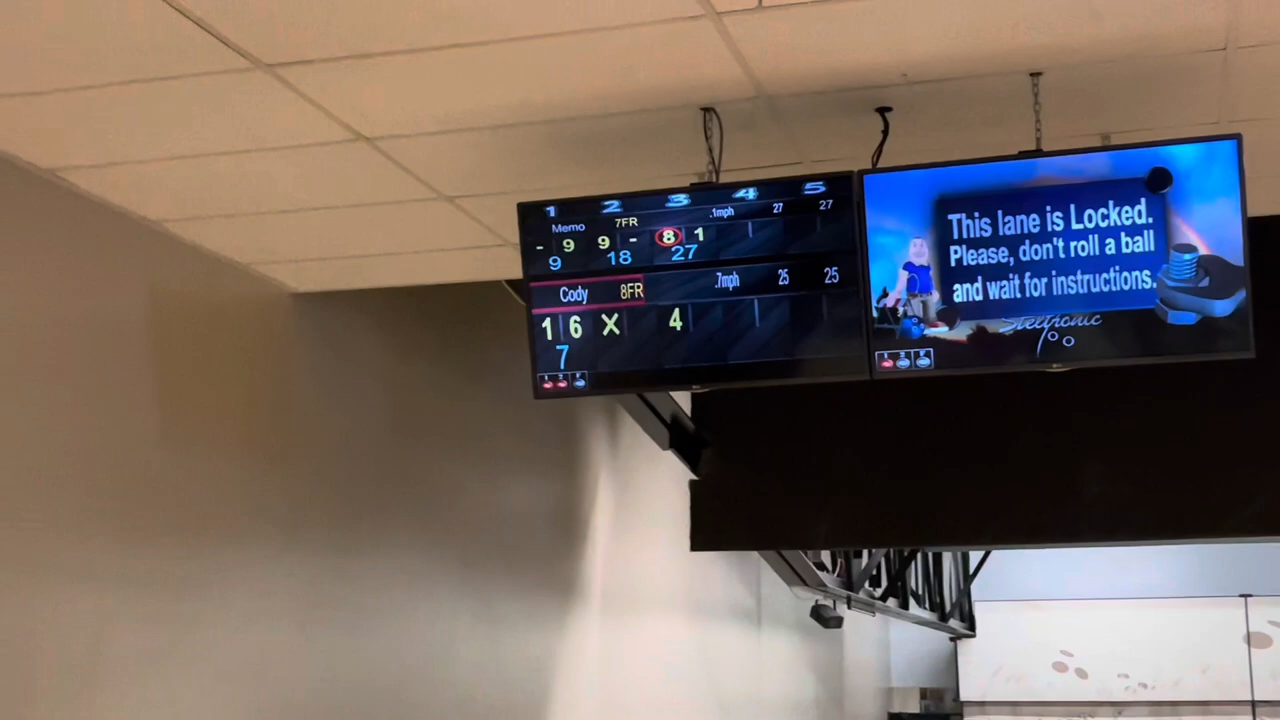 1 2 3 4 5
Memo 7FR .1mph 27 27
- 9 9 - 8 1
9 18 27
Cody 8FR .7mph 25 25
1 6 X 4
7
This lane is Locked.
Please, don't roll a ball
and wait for instructions.
Steltronic